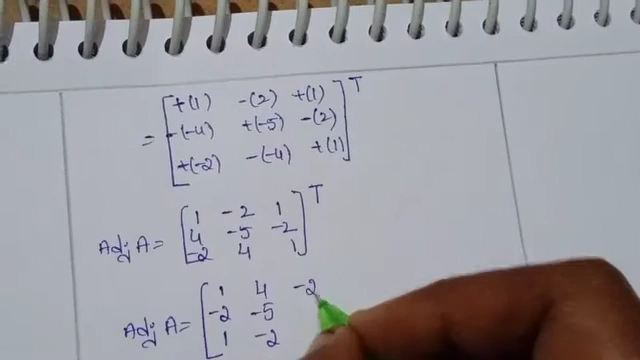 = [+(1) -(2) +(1)]ᵀ
-(-4) +(-5) -(2)
+(-2) -(-4) +(1)
Adj A = [1 -2 1]ᵀ
4 -5 -2
-2 4 1
Adj A = [1 4 -2
-2 -5
1 -2